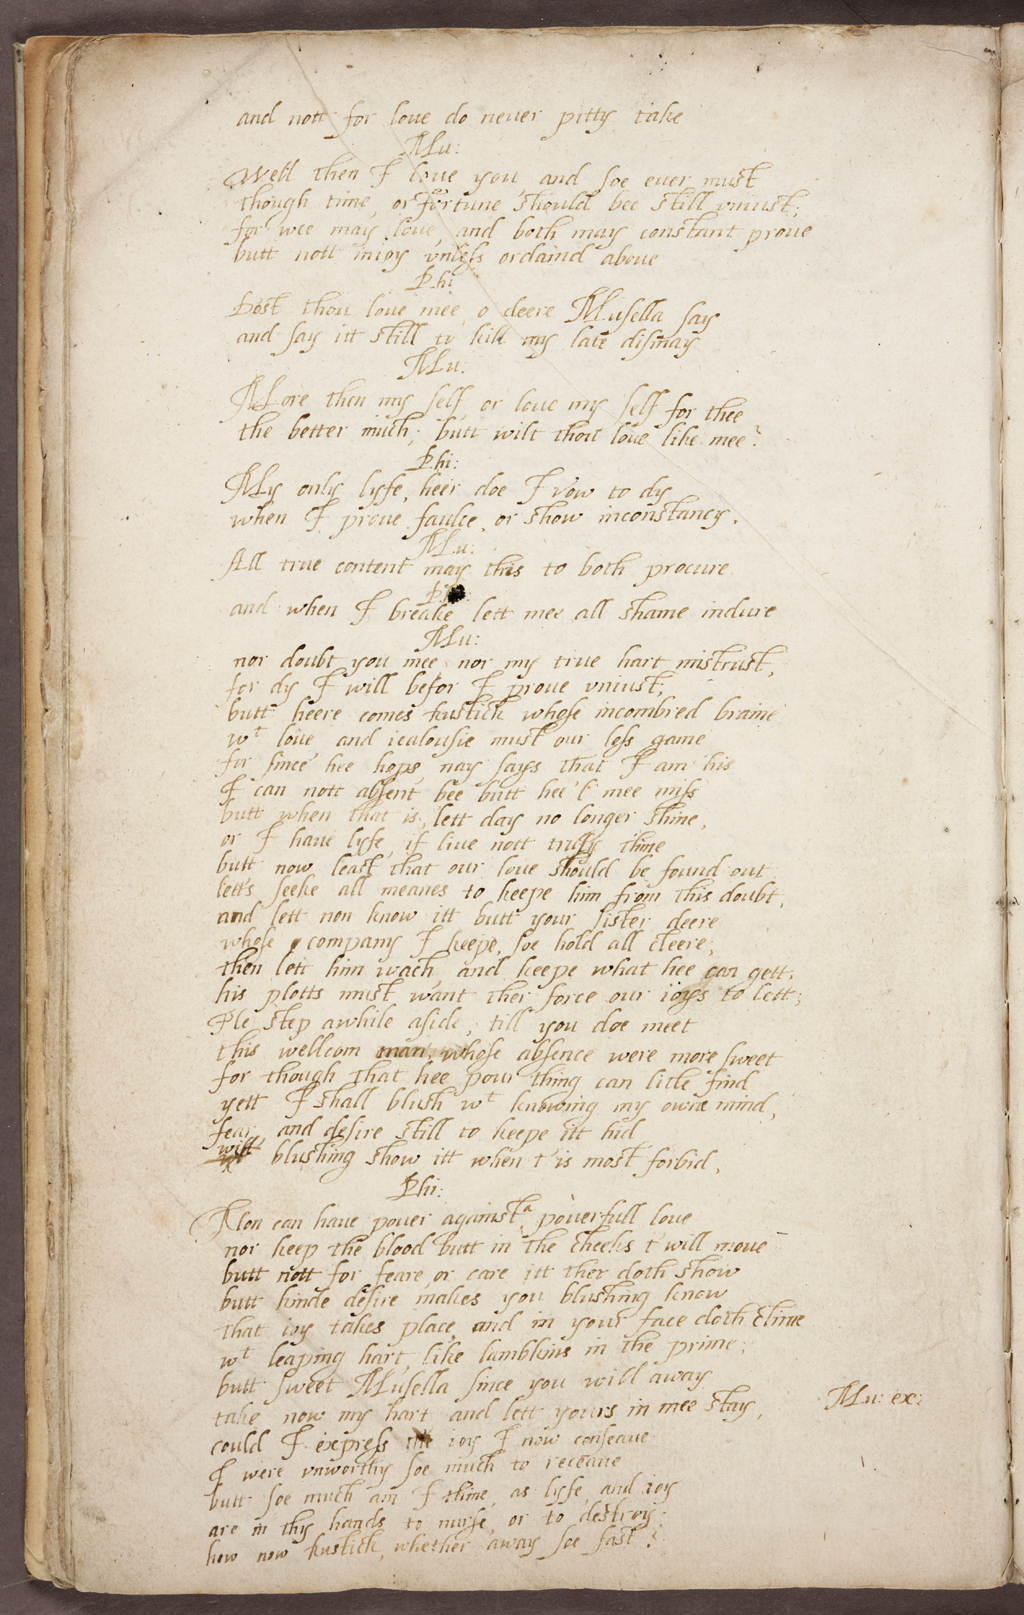 and nott for loue do neuer pitty take
Mu:
Well then I loue you, and soe euer must
though time, or fortune should bee still vniust;
for wee may loue, and both may constant proue
butt nott inioy vnless ordaind aboue
Phi
Dost thou loue mee, o deere Musella say
and say itt still to kill my late dismay
Mu:
More then my self, or loue my self for thee
the better much; butt wilt thou loue like mee?
Phi:
My only lyfe, heer doe I vow to dy
when I proue faulce, or show inconstancy.
Mu:
All true content may this to both procure
Phi:
and when I breake lett mee all shame indure
Mu:
nor doubt you mee nor my true hart mistrust,
for dy I will befor I proue vniust;
butt heere comes Rustick whose incombred braine
wt loue and iealousie must our loss game
for since hee hops, nay says that I am his
I can nott absent bee butt hee'l mee miss
butt when that is, lett day no longer shine,
or I haue lyfe, if liue nott truly thine
butt now least that our loue should be found out
lett's seeke all meanes to keepe him from this doubt,
and lett non know itt butt your sister deere
whose company I keepe, soe hold all cleere;
then lett him wach, and keepe what hee can gett;
his plotts must want ther force our ioys to lett;
I'le step awhile aside, till you doe meet
this wellcom man, whose absence were more sweet
for though that hee pour thing can litle find
yett I shall blush wt knowing my owne mind,
fear, and desire still to keepe itt hid
will blushing show itt when t'is most forbid,
Phi:
Non can haue power against a powerfull loue
nor keep the blood butt in the cheeks t'will moue
butt nott for feare, or care itt ther doth show
butt kinde desire makes you blushing know
that ioy takes place, and in your face doth clime
wt leaping hart, like lambkins in the prime;
butt sweet Musella since you will away
take now my hart and lett yours in mee stay,
Mu: ex:
could I express the ioy I now conseaue
I were vnworthy soe much to receaue
butt soe much am I thine, as lyfe, and ioy
are in thy hands to nurse, or to destroy;
how now Rustick, whether away soe fast?